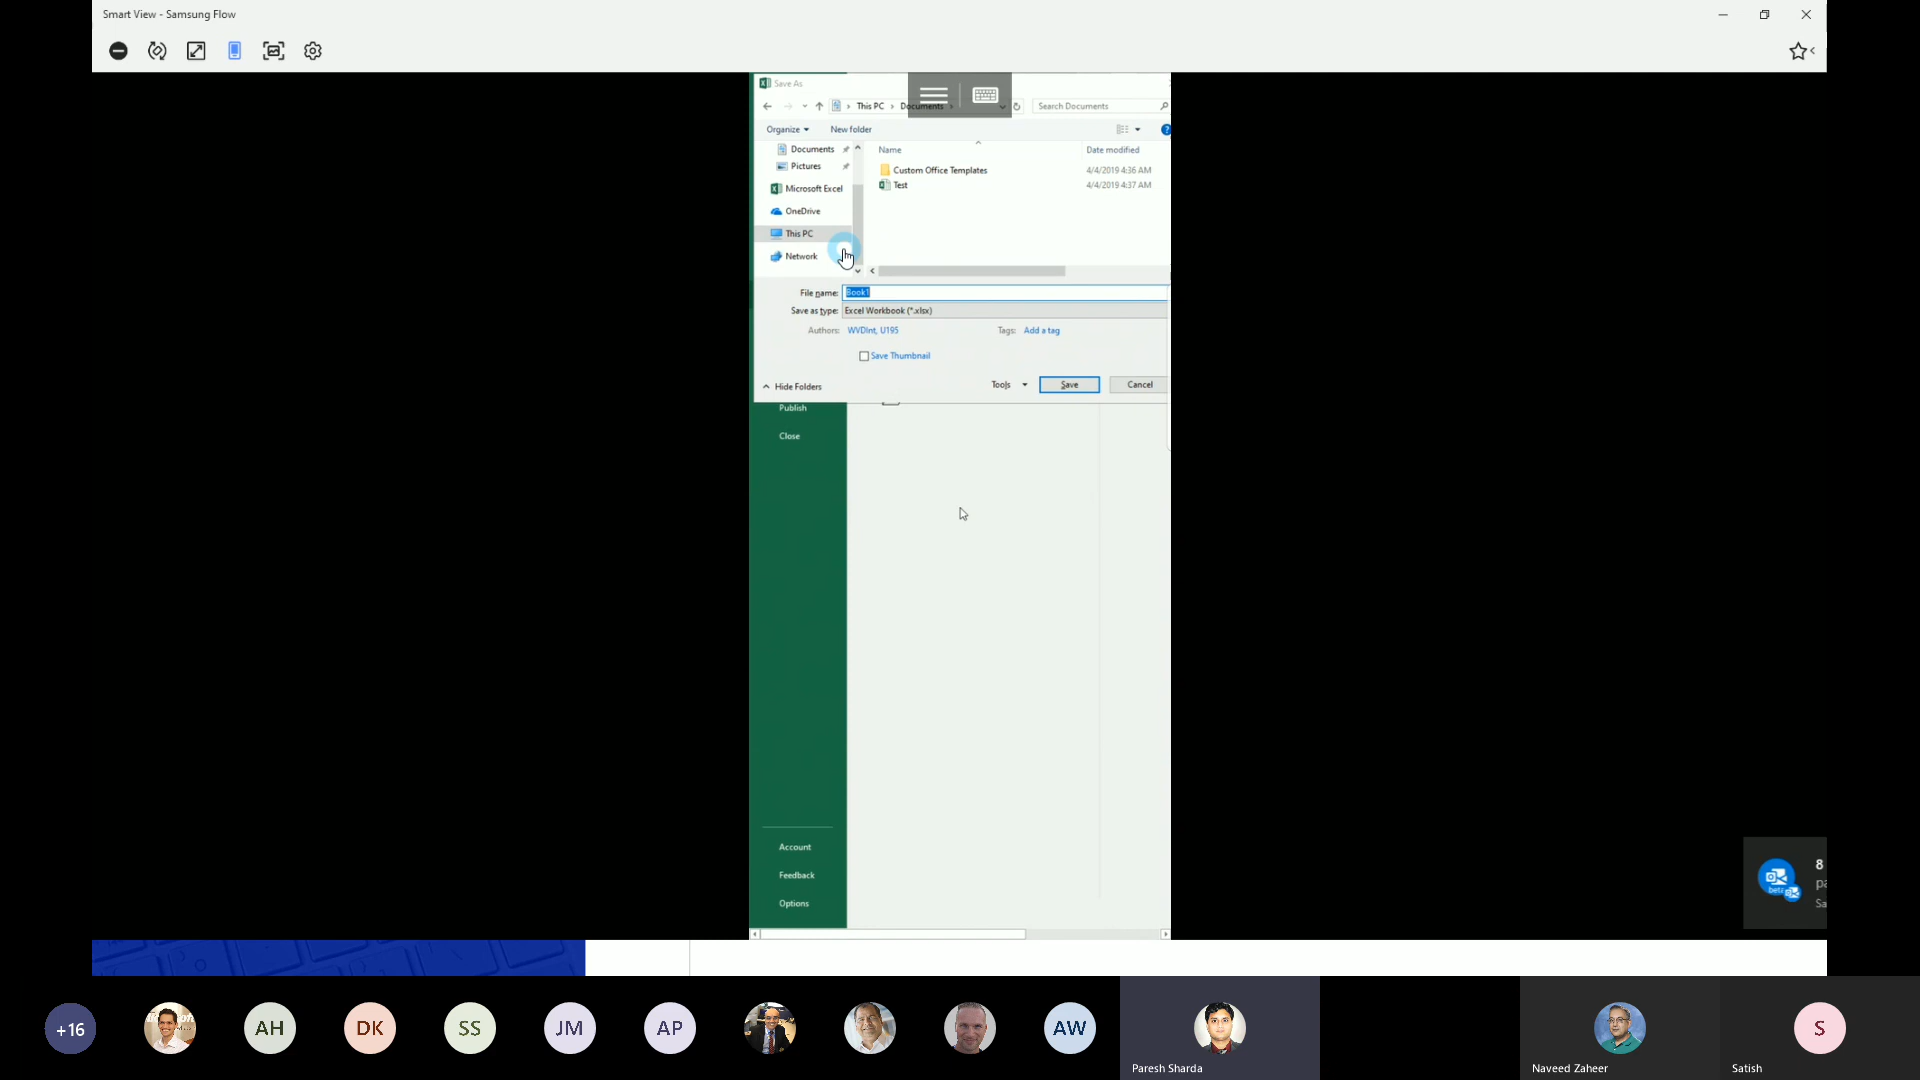 Smart View - Samsung Flow
Save As
This PC > Documents >
Search Documents
Organize
New folder
Documents
Pictures
Microsoft Excel
OneDrive
This PC
Network
Name
Date modified
Custom Office Templates
4/4/2019 4:36 AM
Test
4/4/2019 4:37 AM
File name:
Book1
Save as type:
Excel Workbook (*.xlsx)
Authors:
WVDInt, U195
Tags:
Add a tag
Save Thumbnail
Hide Folders
Tools
Save
Cancel
Publish
Close
Account
Feedback
Options
beta
8
pa
Sa
+16
AH
DK
SS
JM
AP
AW
S
Paresh Sharda
Naveed Zaheer
Satish